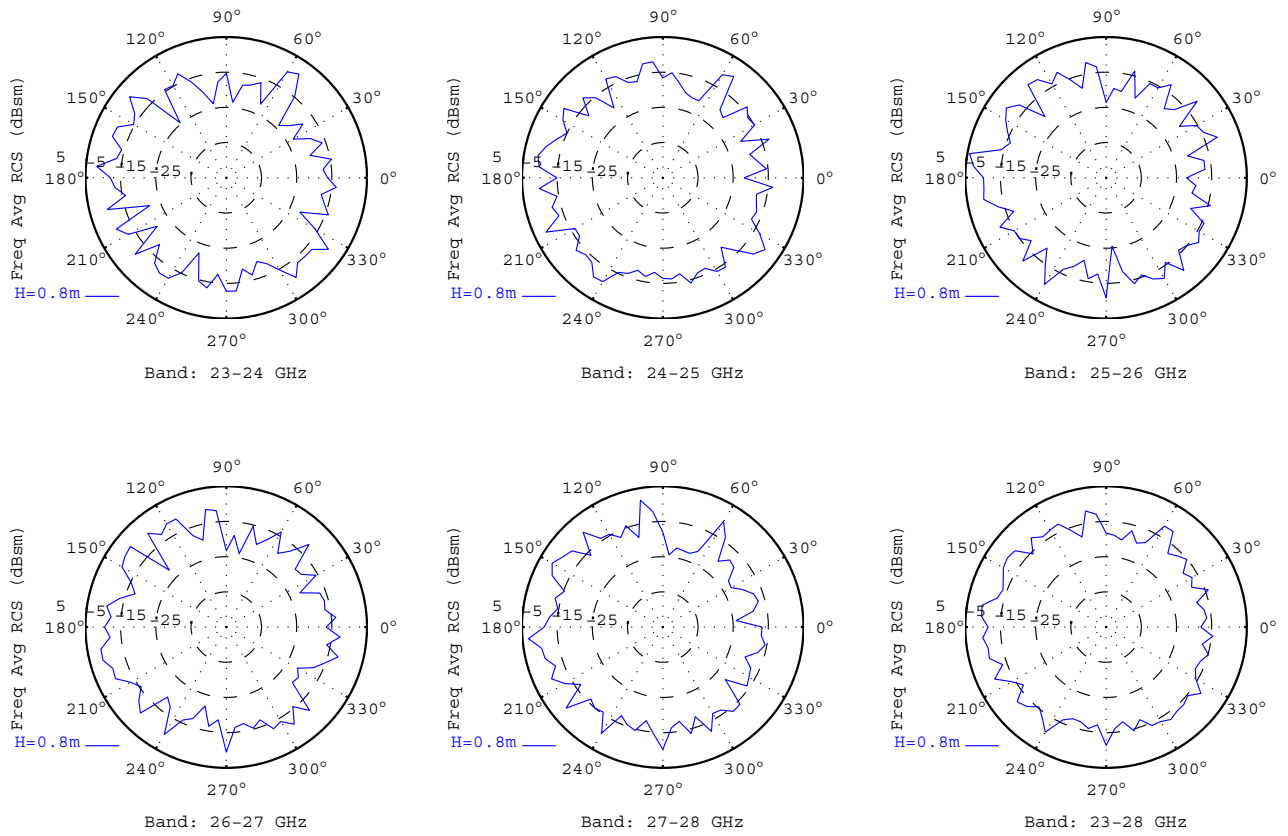 90° 90° 90°
120° 60° 120° 60° 120° 60°
150° 30° 150° 30° 150° 30°
Freq Avg RCS (dBsm) Freq Avg RCS (dBsm) Freq Avg RCS (dBsm)
5 -5 -15 -25 5 -5 -15 -25 5 -5 -15 -25
180° 0° 180° 0° 180° 0°
210° 330° 210° 330° 210° 330°
H=0.8m H=0.8m H=0.8m
240° 300° 240° 300° 240° 300°
270° 270° 270°
Band: 23-24 GHz Band: 24-25 GHz Band: 25-26 GHz
90° 90° 90°
120° 60° 120° 60° 120° 60°
150° 30° 150° 30° 150° 30°
Freq Avg RCS (dBsm) Freq Avg RCS (dBsm) Freq Avg RCS (dBsm)
5 -5 -15 -25 5 -5 -15 -25 5 -5 -15 -25
180° 0° 180° 0° 180° 0°
210° 330° 210° 330° 210° 330°
H=0.8m H=0.8m H=0.8m
240° 300° 240° 300° 240° 300°
270° 270° 270°
Band: 26-27 GHz Band: 27-28 GHz Band: 23-28 GHz